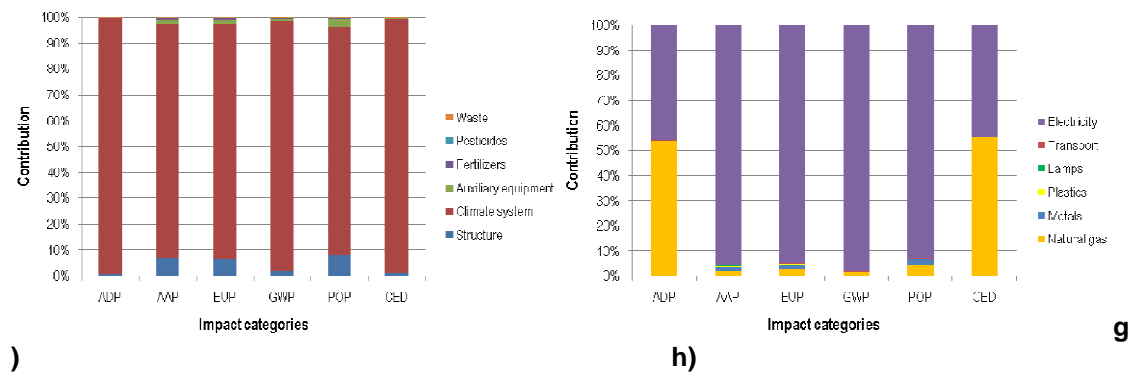 100%
90%
80%
70%
60%
50%
40%
30%
20%
10%
0%
Contribution
ADP AAP EUP GWP POP CED
Impact categories
Waste
Pesticides
Fertilizers
Auxiliary equipment
Climate system
Structure
100%
90%
80%
70%
60%
50%
40%
30%
20%
10%
0%
Contribution
ADP AAP EUP GWP POP CED
Impact categories
Electricity
Transport
Lamps
Plastics
Metals
Natural gas
g
) h)